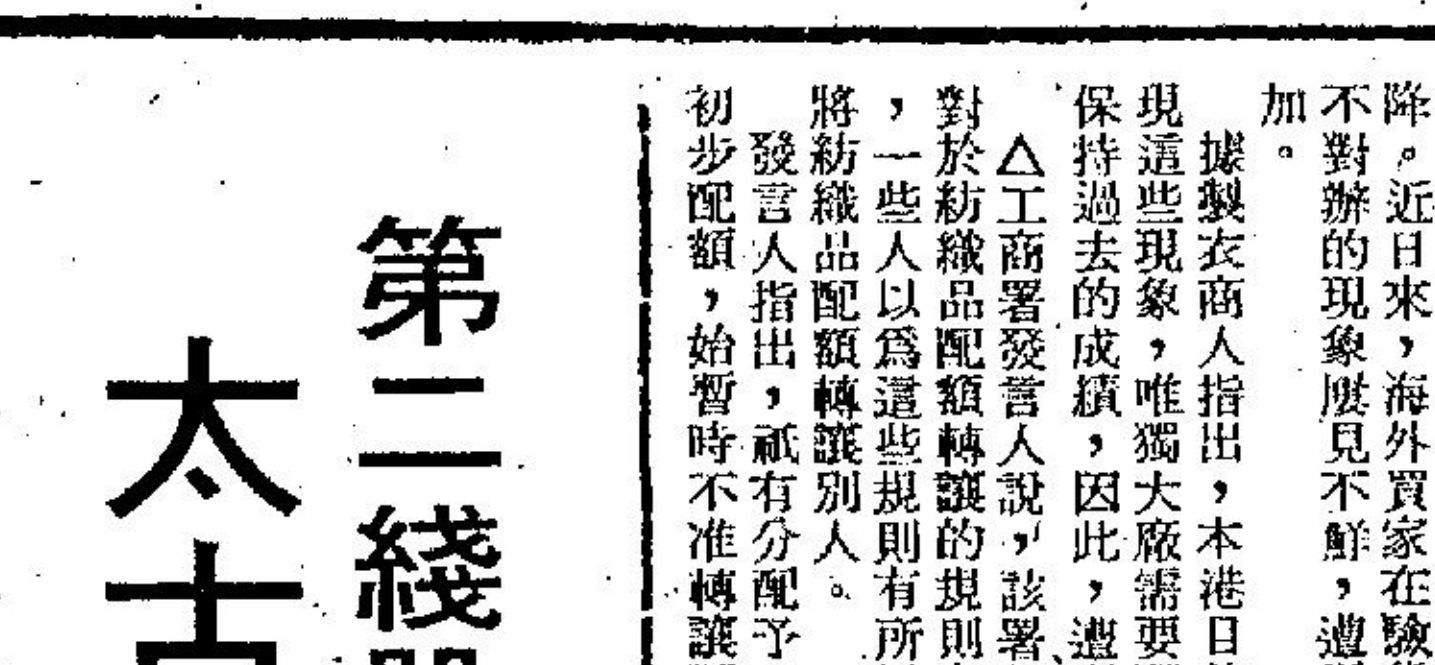 降。近日來，海外買家在驗
不對辦的現象屢見不鮮，遭
加。
據製衣商人指出，本港日
現這些現象，唯獨大廠需要
保持過去的成績，因此，遭
△工商署發言人說，該署
對於紡織品配額轉讓的規則
，一些人以為這些規則有所
將紡織品配額轉讓別人。
發言人指出，祇有分配予
初步配額，始暫時不准轉讓
第二綫
太古